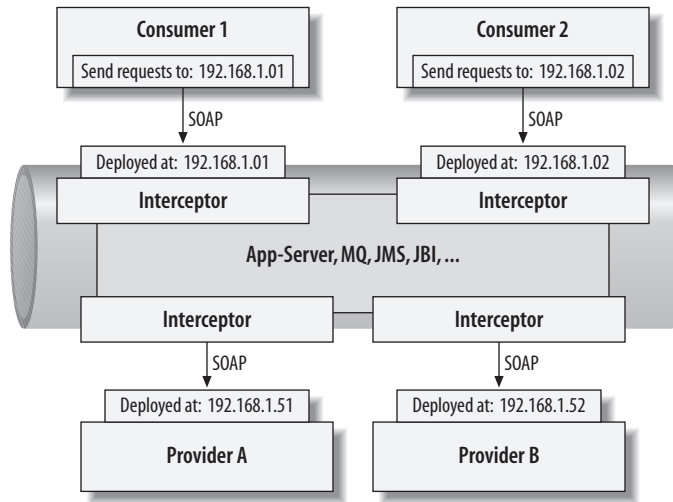 Consumer 1
Consumer 2
Send requests to: 192.168.1.01
Send requests to: 192.168.1.02
SOAP
SOAP
Deployed at: 192.168.1.01
Deployed at: 192.168.1.02
Interceptor
Interceptor
App-Server, MQ, JMS, JBI, ...
Interceptor
Interceptor
SOAP
SOAP
Deployed at: 192.168.1.51
Deployed at: 192.168.1.52
Provider A
Provider B